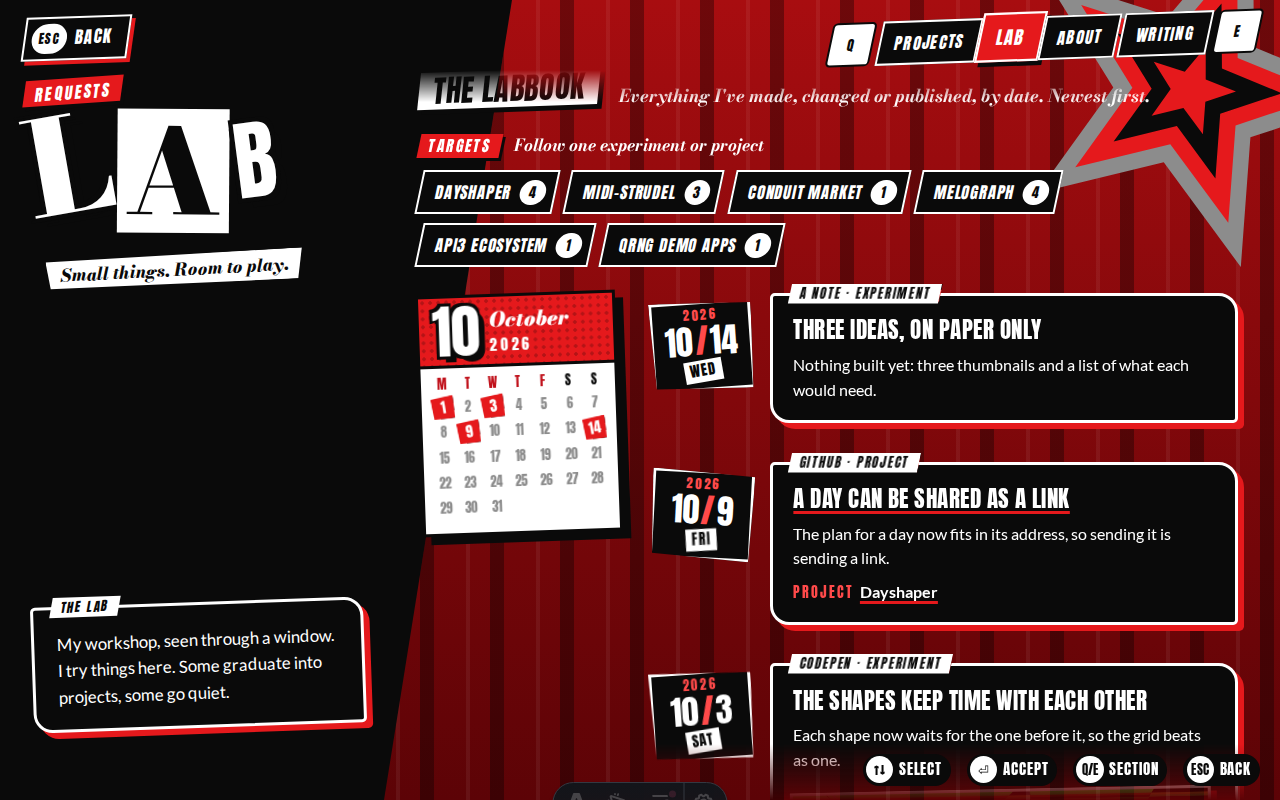 ESC BACK
Q
PROJECTS
LAB
ABOUT
WRITING
E
REQUESTS
LAB
Small things. Room to play.
THE LABBOOK
Everything I've made, changed or published, by date. Newest first.
TARGETS Follow one experiment or project
DAYSHAPER 4
MIDI-STRUDEL 3
CONDUIT MARKET 1
MELOGRAPH 4
API3 ECOSYSTEM 1
QRNG DEMO APPS 1
10 October
2026
M T W T F S S
1 2 3 4 5 6 7
8 9 10 11 12 13 14
15 16 17 18 19 20 21
22 23 24 25 26 27 28
29 30 31
2026
10/14
WED
A NOTE · EXPERIMENT
THREE IDEAS, ON PAPER ONLY
Nothing built yet: three thumbnails and a list of what each
would need.
2026
10/9
FRI
GITHUB · PROJECT
A DAY CAN BE SHARED AS A LINK
The plan for a day now fits in its address, so sending it is
sending a link.
PROJECT Dayshaper
2026
10/3
SAT
CODEPEN · EXPERIMENT
THE SHAPES KEEP TIME WITH EACH OTHER
Each shape now waits for the one before it, so the grid beats
as one.
THE LAB
My workshop, seen through a window.
I try things here. Some graduate into
projects, some go quiet.
↑↓ SELECT
⏎ ACCEPT
Q/E SECTION
ESC BACK